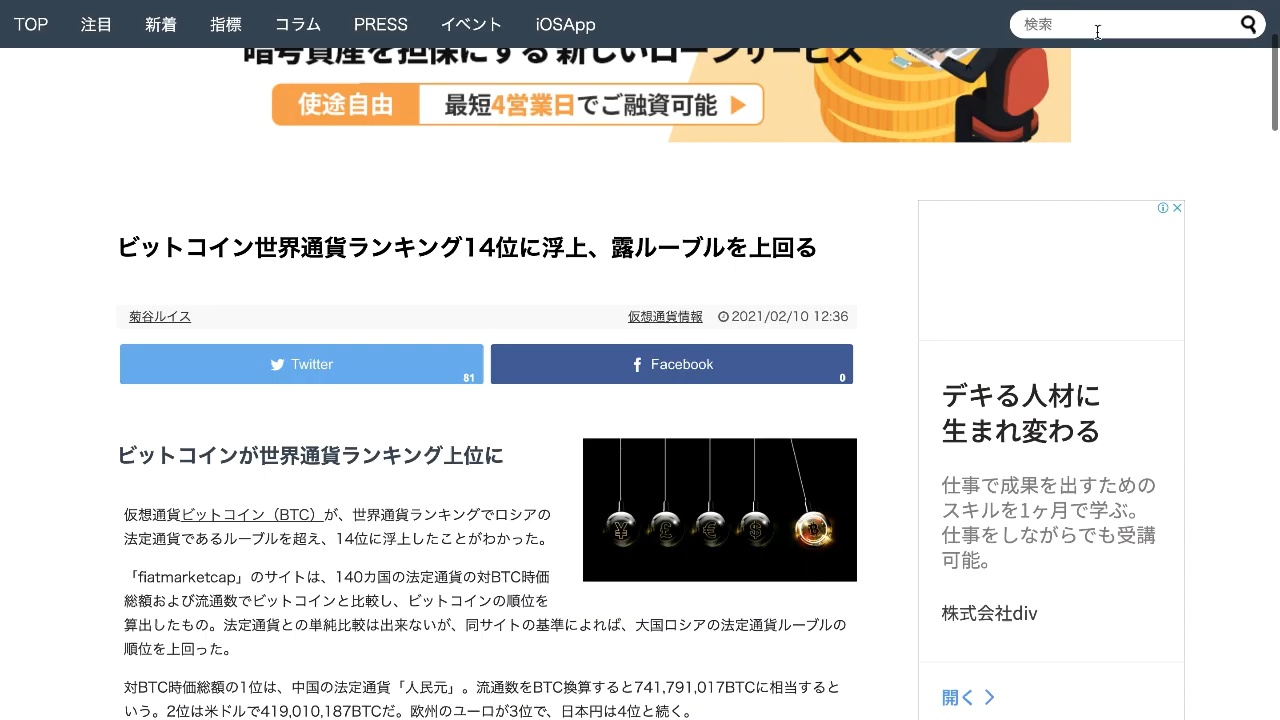 TOP 注目 新着 指標 コラム PRESS イベント iOSApp 検索
暗号資産を担保にする 新しいローンサービス
使途自由 最短4営業日でご融資可能
ビットコイン世界通貨ランキング14位に浮上、露ルーブルを上回る
菊谷ルイス 仮想通貨情報 2021/02/10 12:36
Twitter 81 Facebook 0
ビットコインが世界通貨ランキング上位に
仮想通貨ビットコイン（BTC）が、世界通貨ランキングでロシアの
法定通貨であるルーブルを超え、14位に浮上したことがわかった。
「fiatmarketcap」のサイトは、140カ国の法定通貨の対BTC時価
総額および流通数でビットコインと比較し、ビットコインの順位を
算出したもの。法定通貨との単純比較は出来ないが、同サイトの基準によれば、大国ロシアの法定通貨ルーブルの
順位を上回った。
対BTC時価総額の1位は、中国の法定通貨「人民元」。流通数をBTC換算すると741,791,017BTCに相当すると
いう。2位は米ドルで419,010,187BTCだ。欧州のユーロが3位で、日本円は4位と続く。
¥ £ € $
デキる人材に
生まれ変わる
仕事で成果を出すための
スキルを1ヶ月で学ぶ。
仕事をしながらでも受講
可能。
株式会社div
開く